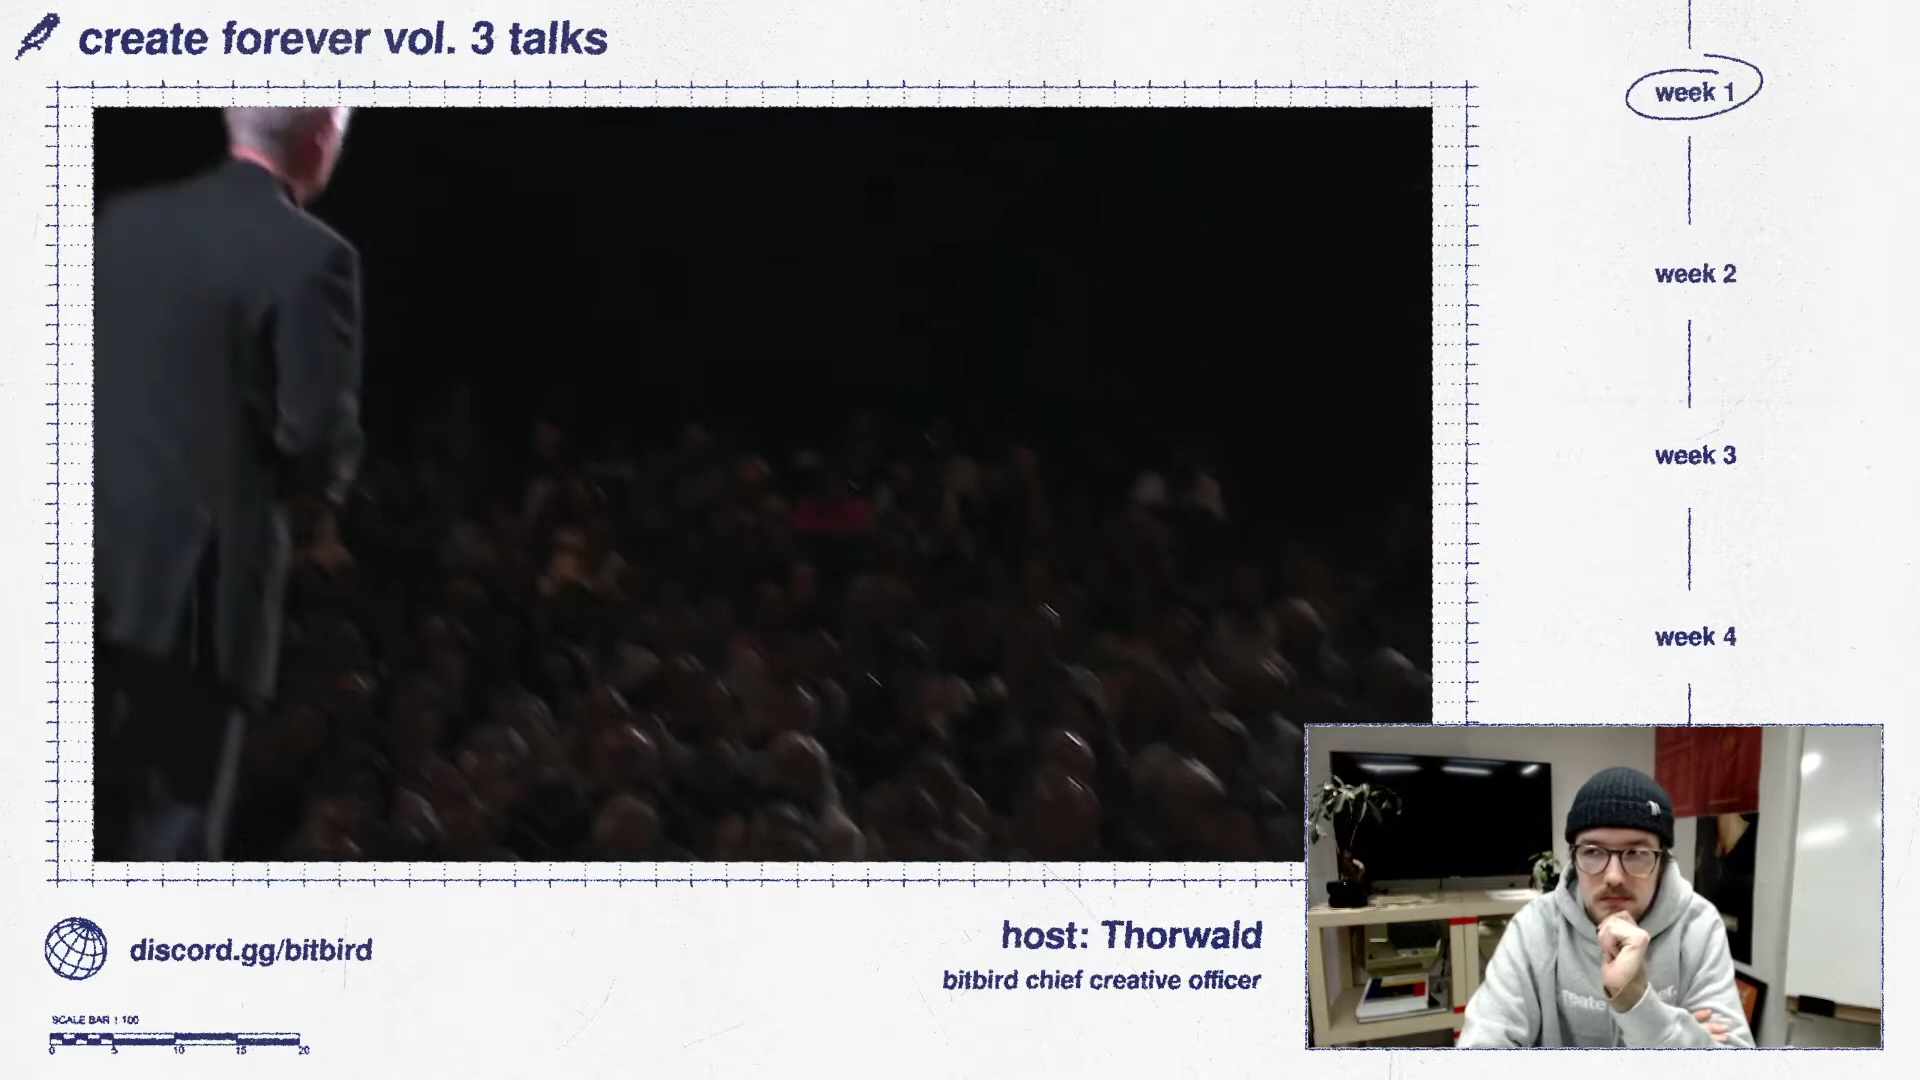 create forever vol. 3 talks
week 1
week 2
week 3
week 4
host: Thorwald
bitbird chief creative officer
discord.gg/bitbird
SCALE BAR 1:100
0 5 10 15 20